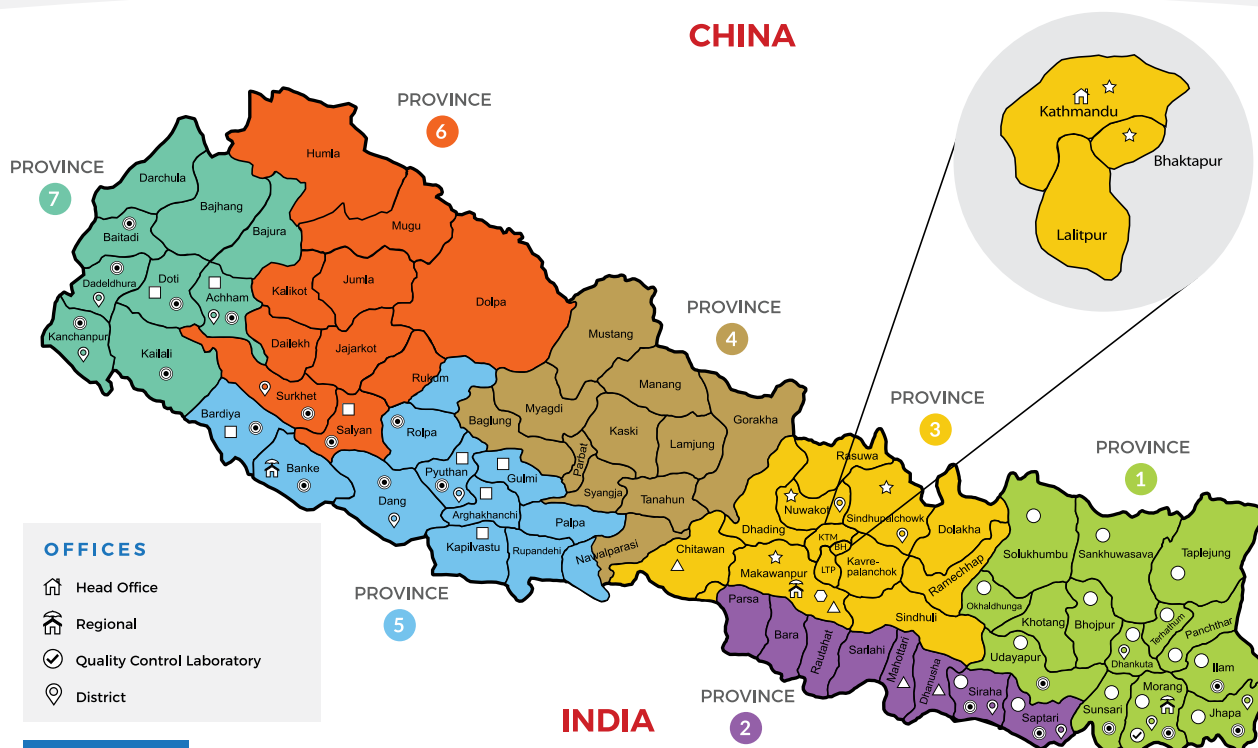 CHINA
PROVINCE
6
PROVINCE
7
Kathmandu
Bhaktapur
Lalitpur
Humla
Darchula
Bajhang
Bajura
Mugu
Baitadi
Dadeldhura
Doti
Achham
Kanchanpur
Kailali
Kalikot
Jumla
Dolpa
Dailekh
Jajarkot
Rukum
Surkhet
Salyan
PROVINCE
4
Mustang
Manang
Myagdi
Baglung
Gorakha
Kaski
Lamjung
Parbat
Syangja
Tanahun
Nawalparasi
Bardiya
Banke
Rolpa
Dang
Pyuthan
Gulmi
Arghakhanchi
Palpa
Kapilvastu
Rupandehi
PROVINCE
5
PROVINCE
3
Rasuwa
Nuwakot
Sindhupalchowk
Dhading
Dolakha
Chitawan
KTM
BH
LTP
Kavre-
palanchok
Makawanpur
Ramechhap
Sindhuli
PROVINCE
1
Solukhumbu
Sankhuwasava
Taplejung
Okhaldhunga
Khotang
Bhojpur
Terhathum
Panchthar
Dhankuta
Udayapur
Ilam
Sunsari
Morang
Jhapa
Parsa
Bara
Rautahat
Sarlahi
Mahottari
Dhanusha
Siraha
Saptari
PROVINCE
2
INDIA
OFFICES
Head Office
Regional
Quality Control Laboratory
District